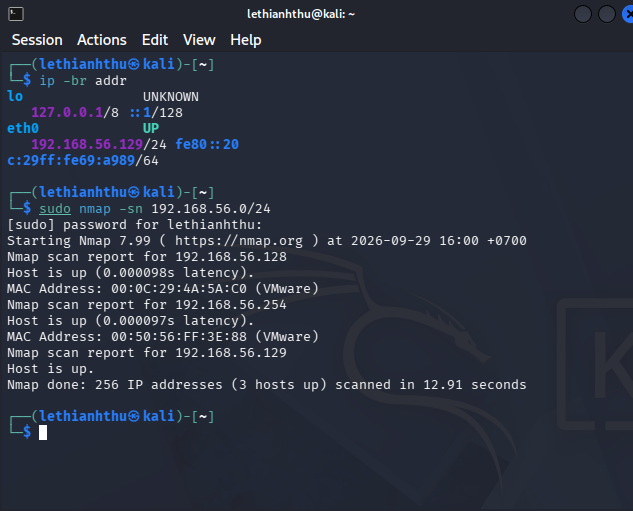 lethianhthu@kali: ~
Session Actions Edit View Help
┌──(lethianhthu㉿kali)-[~]
└─$ ip -br addr
lo UNKNOWN
127.0.0.1/8 ::1/128
eth0 UP
192.168.56.129/24 fe80::20
c:29ff:fe69:a989/64
┌──(lethianhthu㉿kali)-[~]
└─$ sudo nmap -sn 192.168.56.0/24
[sudo] password for lethianhthu:
Starting Nmap 7.99 ( https://nmap.org ) at 2026-09-29 16:00 +0700
Nmap scan report for 192.168.56.128
Host is up (0.000098s latency).
MAC Address: 00:0C:29:4A:5A:C0 (VMware)
Nmap scan report for 192.168.56.254
Host is up (0.000097s latency).
MAC Address: 00:50:56:FF:3E:88 (VMware)
Nmap scan report for 192.168.56.129
Host is up.
Nmap done: 256 IP addresses (3 hosts up) scanned in 12.91 seconds
┌──(lethianhthu㉿kali)-[~]
└─$
K